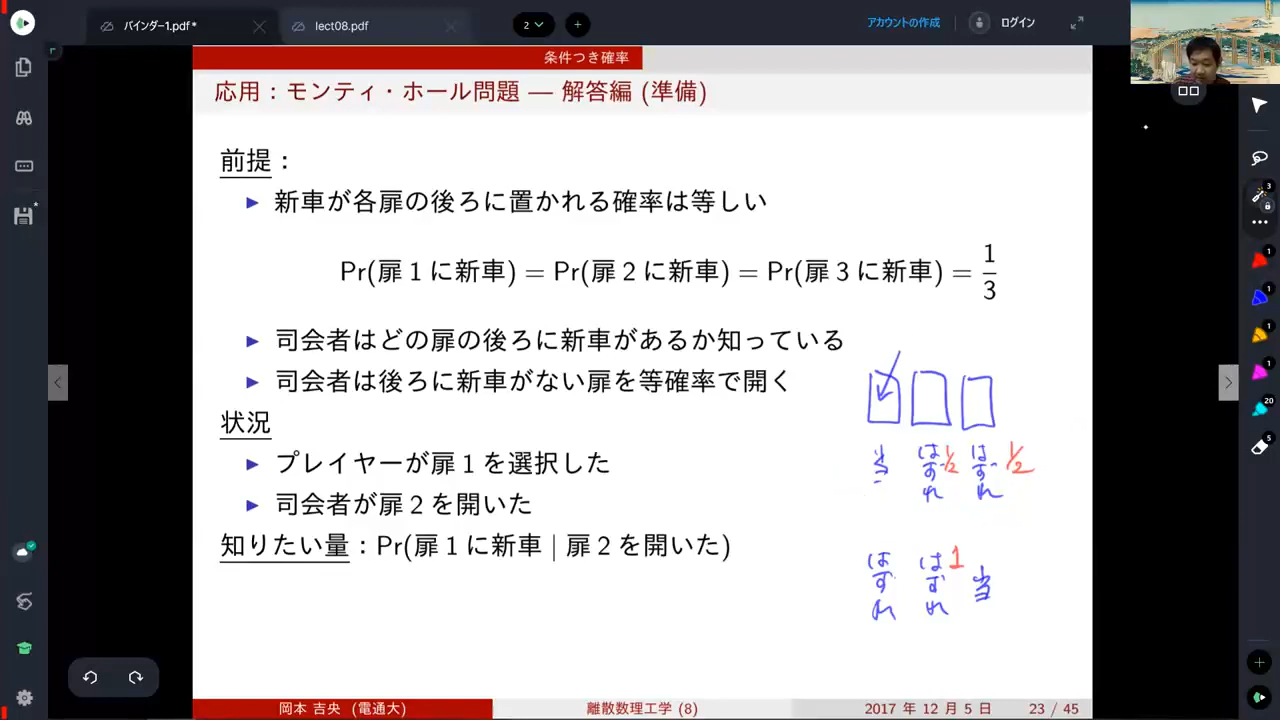 バインダー1.pdf*
lect08.pdf
2
アカウントの作成
ログイン
条件つき確率
応用：モンティ・ホール問題 — 解答編 (準備)
前提：
新車が各扉の後ろに置かれる確率は等しい
Pr(扉 1 に新車) = Pr(扉 2 に新車) = Pr(扉 3 に新車) = 1/3
司会者はどの扉の後ろに新車があるか知っている
司会者は後ろに新車がない扉を等確率で開く
状況
プレイヤーが扉 1 を選択した
司会者が扉 2 を開いた
知りたい量：Pr(扉 1 に新車 | 扉 2 を開いた)
当 はずれ 1/2 はずれ 1/2
はずれ はずれ 1 当
岡本 吉央 (電通大)
離散数理工学 (8)
2017 年 12 月 5 日
23 / 45
3
1
1
1
1
20
5